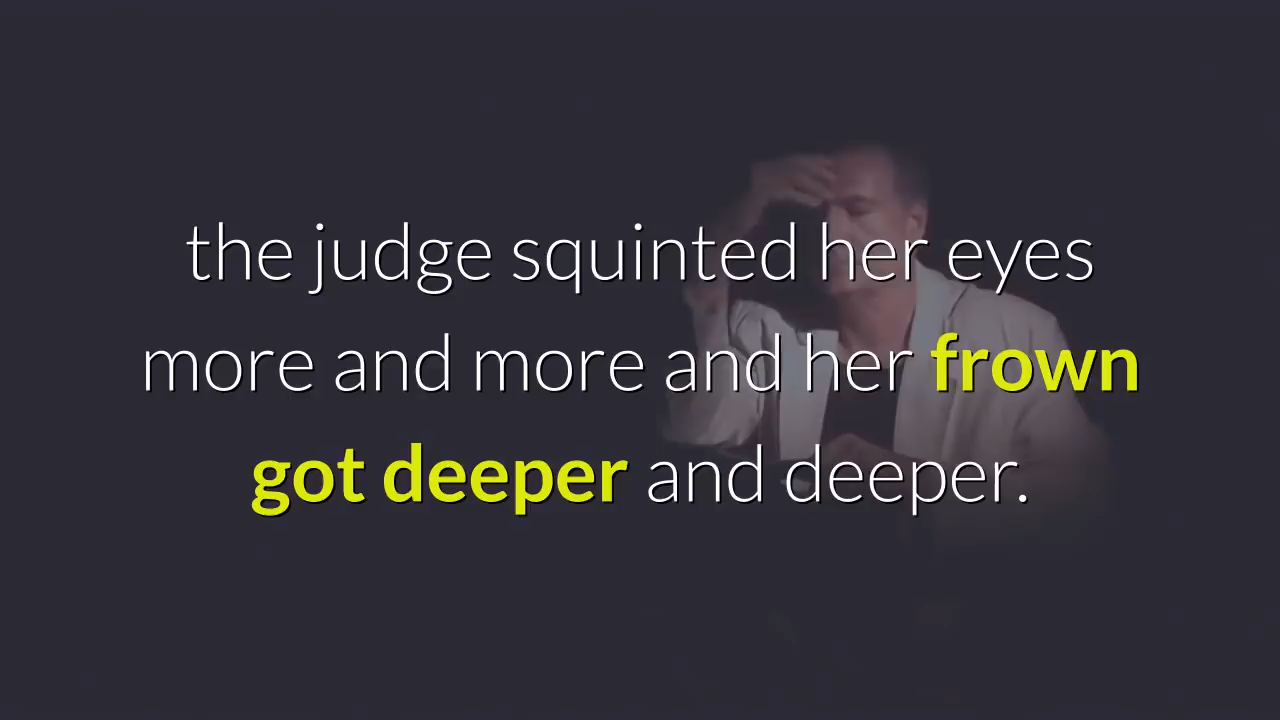 the judge squinted her eyes
more and more and her frown
got deeper and deeper.